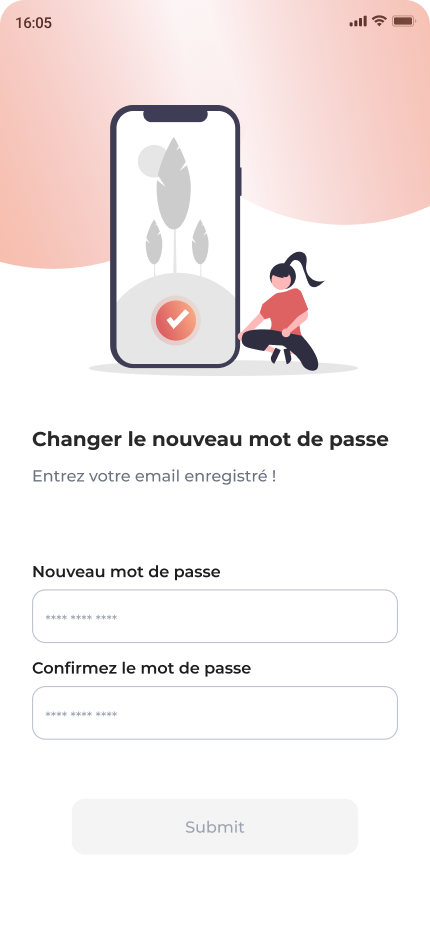 16:05
Changer le nouveau mot de passe
Entrez votre email enregistré !
Nouveau mot de passe
**** **** ****
Confirmez le mot de passe
**** **** ****
Submit